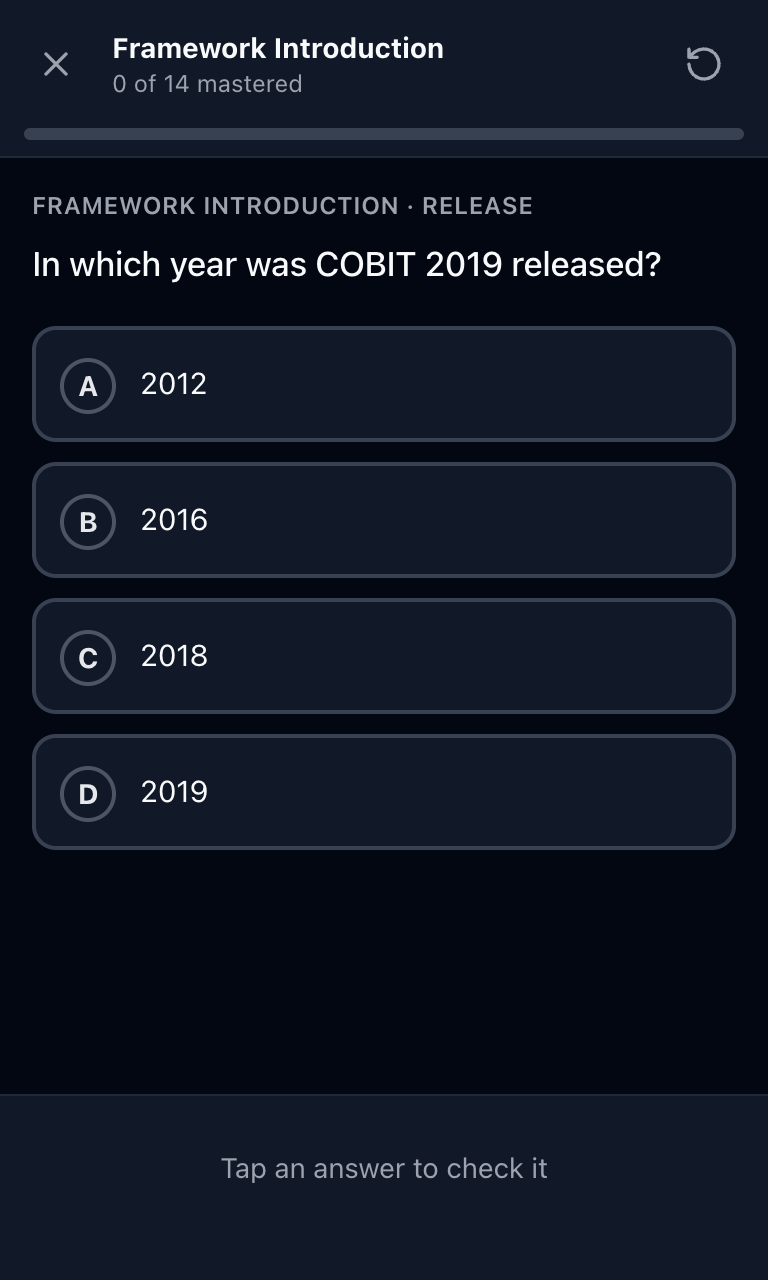 Framework Introduction
0 of 14 mastered
FRAMEWORK INTRODUCTION · RELEASE
In which year was COBIT 2019 released?
A 2012
B 2016
C 2018
D 2019
Tap an answer to check it